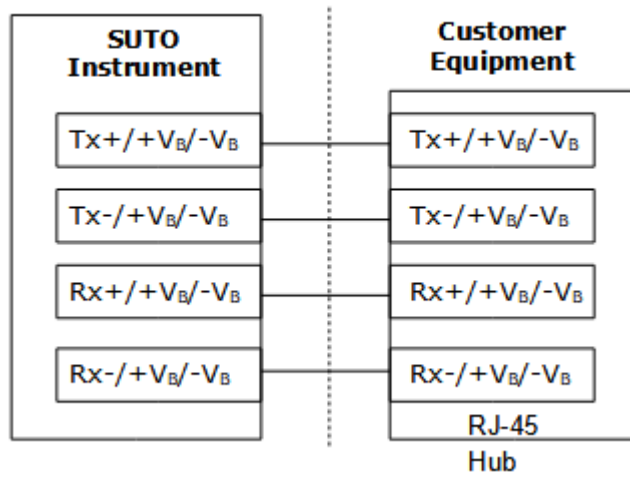 SUTO
Instrument
Customer
Equipment
Tx+/+VB/-VB
Tx+/+VB/-VB
Tx-/+VB/-VB
Tx-/+VB/-VB
Rx+/+VB/-VB
Rx+/+VB/-VB
Rx-/+VB/-VB
Rx-/+VB/-VB
RJ-45
Hub